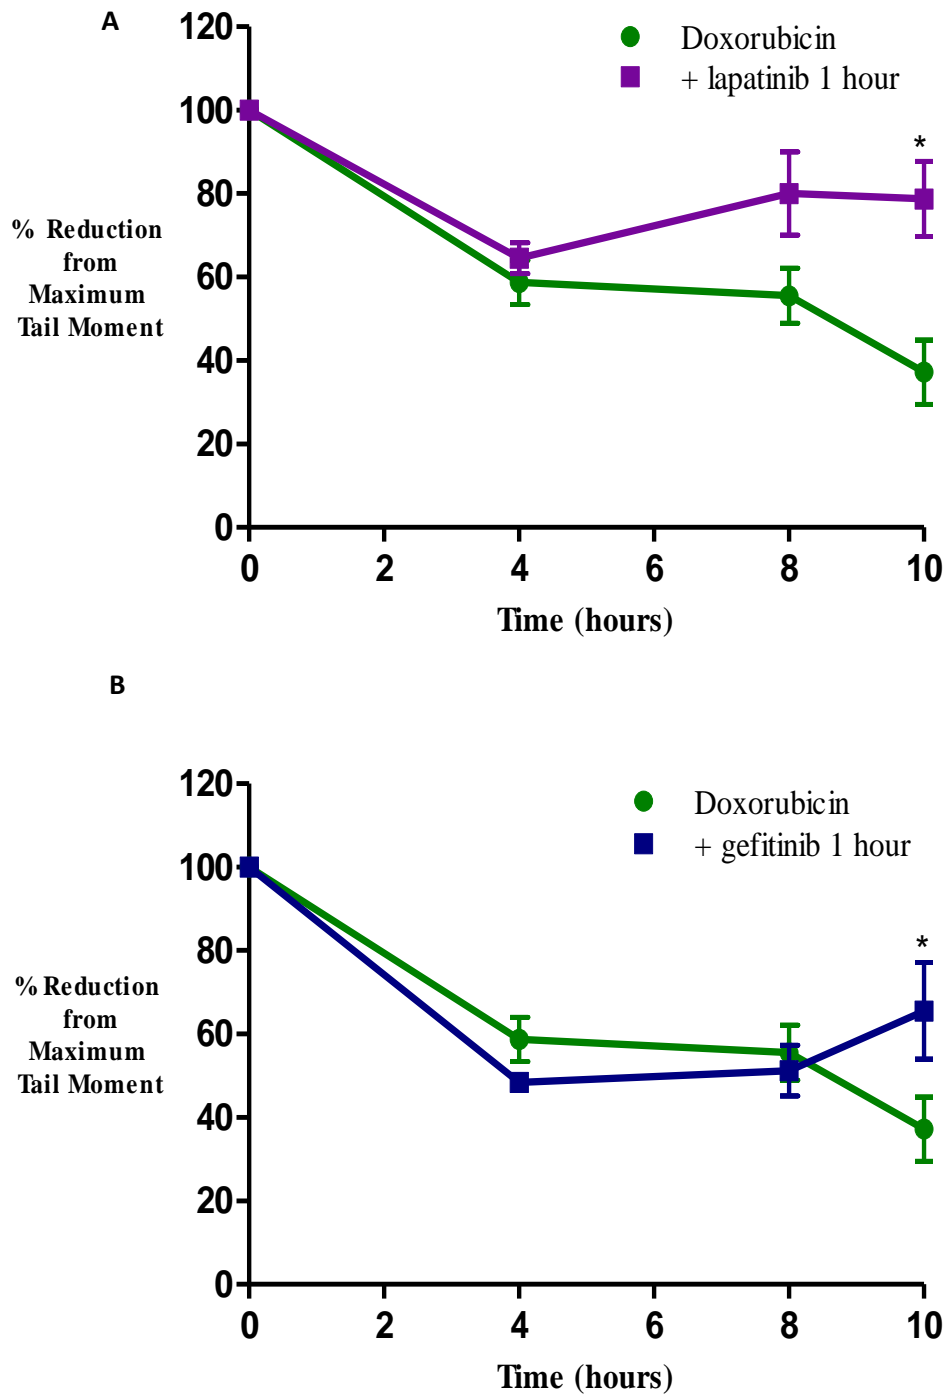 A
120
100
80
60
40
20
0
% Reduction
from
Maximum
Tail Moment
Doxorubicin
+ lapatinib 1 hour
*
0 2 4 6 8 10
Time (hours)
B
120
100
80
60
40
20
0
% Reduction
from
Maximum
Tail Moment
Doxorubicin
+ gefitinib 1 hour
*
0 2 4 6 8 10
Time (hours)